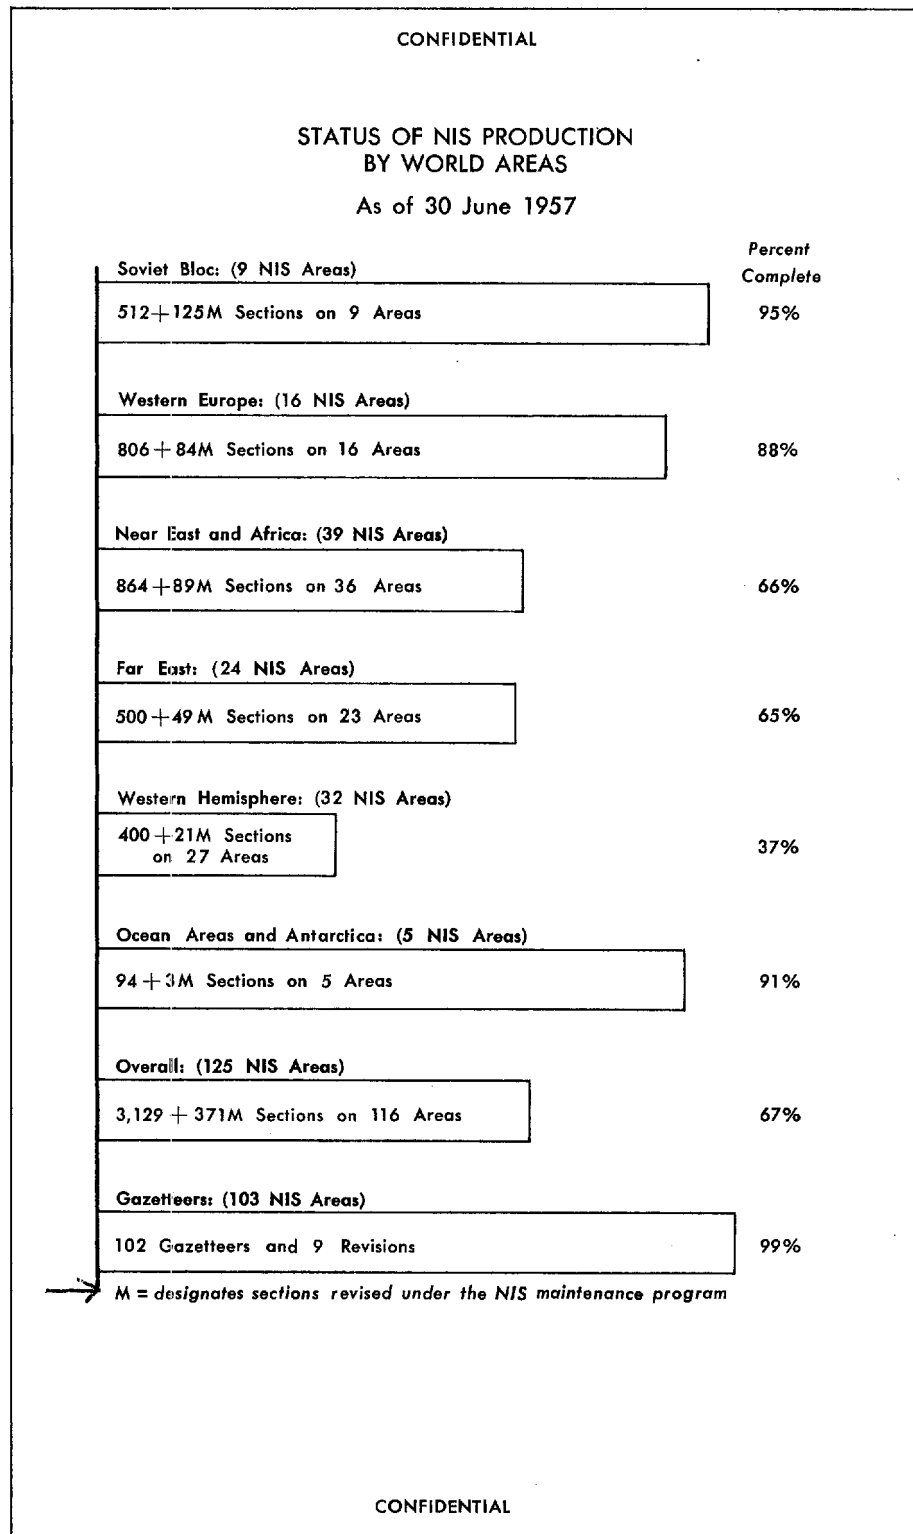 CONFIDENTIAL
STATUS OF NIS PRODUCTION
BY WORLD AREAS
As of 30 June 1957
Percent
Complete
Soviet Bloc: (9 NIS Areas)
512+125M Sections on 9 Areas 95%
Western Europe: (16 NIS Areas)
806+84M Sections on 16 Areas 88%
Near East and Africa: (39 NIS Areas)
864+89M Sections on 36 Areas 66%
Far East: (24 NIS Areas)
500+49M Sections on 23 Areas 65%
Western Hemisphere: (32 NIS Areas)
400+21M Sections
on 27 Areas 37%
Ocean Areas and Antarctica: (5 NIS Areas)
94+3M Sections on 5 Areas 91%
Overall: (125 NIS Areas)
3,129+371M Sections on 116 Areas 67%
Gazetteers: (103 NIS Areas)
102 Gazetteers and 9 Revisions 99%
M = designates sections revised under the NIS maintenance program
CONFIDENTIAL